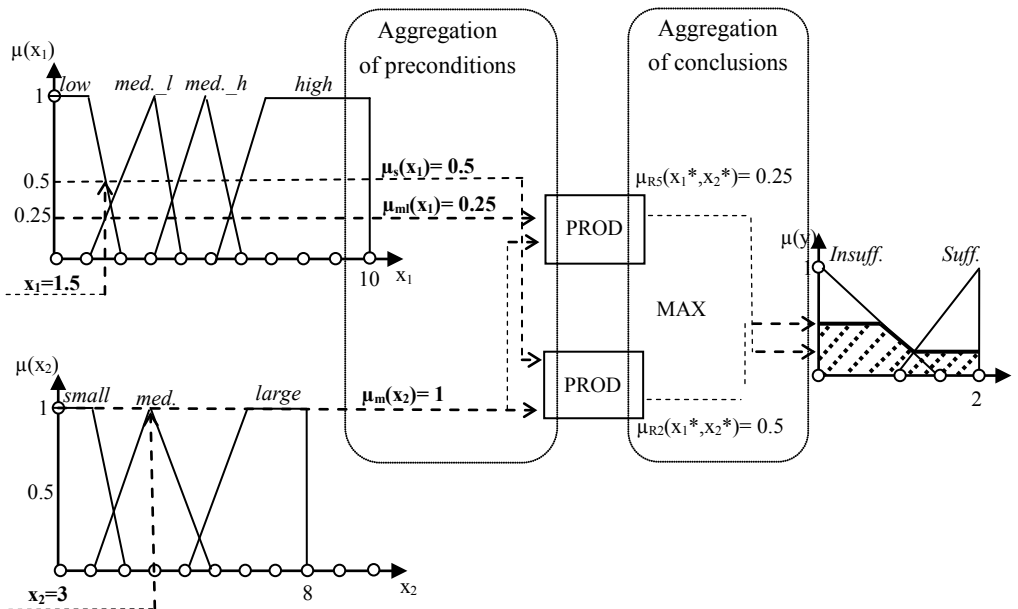 Aggregation
of preconditions
Aggregation
of conclusions
μ(x₁)
low
med._l
med._h
high
1
0.5
0.25
μₛ(x₁)= 0.5
μₘₗ(x₁)= 0.25
10
x₁
x₁=1.5
PROD
μR5(x₁*,x₂*)= 0.25
MAX
μ(y)
Insuff.
Suff.
1
2
μ(x₂)
small
med.
large
1
0.5
μₘ(x₂)= 1
PROD
μR2(x₁*,x₂*)= 0.5
8
x₂
x₂=3